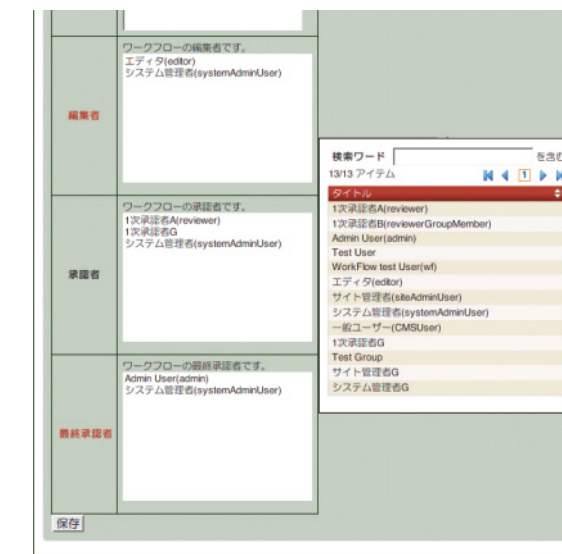 編集者
ワークフローの編集者です。
エディタ(editor)
システム管理者(systemAdminUser)
承認者
ワークフローの承認者です。
1次承認者A(reviewer)
1次承認者G
システム管理者(systemAdminUser)
最終承認者
ワークフローの最終承認者です。
Admin User(admin)
システム管理者(systemAdminUser)
保存
検索ワード
を含む
13/13 アイテム
1
タイトル
1次承認者A(reviewer)
1次承認者B(reviewerGroupMember)
Admin User(admin)
Test User
WorkFlow test User(wf)
エディタ(editor)
サイト管理者(siteAdminUser)
システム管理者(systemAdminUser)
一般ユーザー(CMSUser)
1次承認者G
Test Group
サイト管理者G
システム管理者G